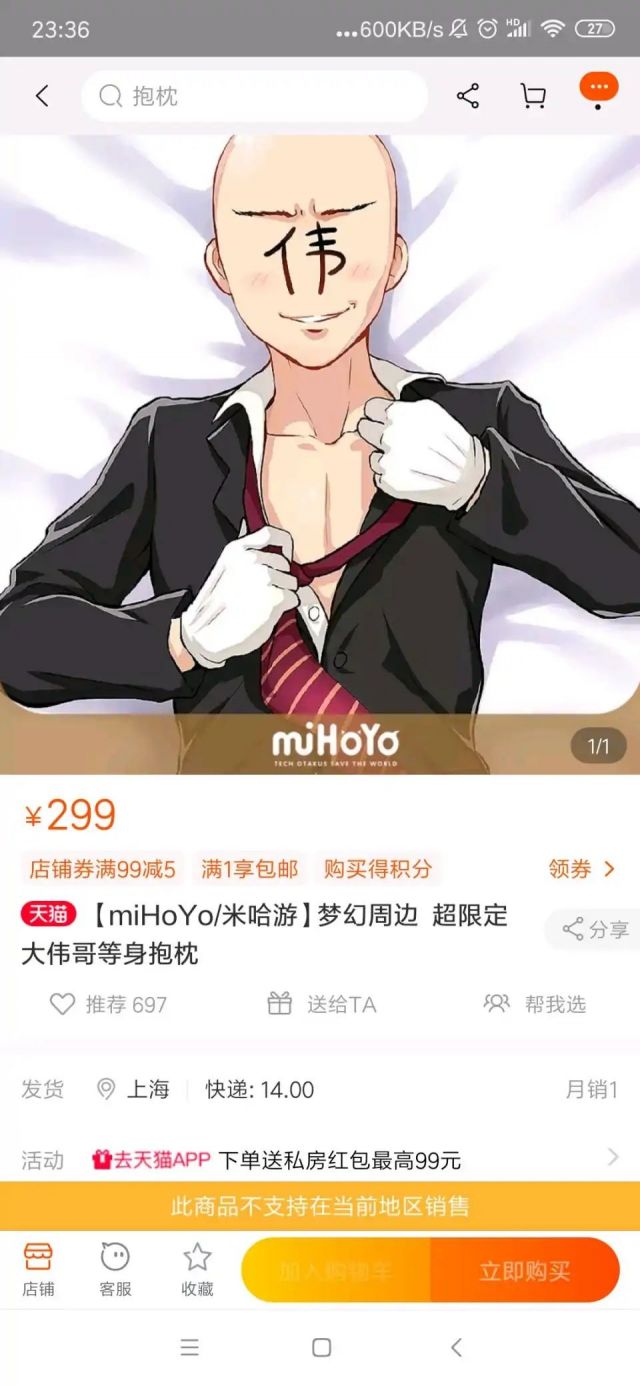 23:36
...600KB/s
HD
27
抱枕
伟
miHoYo
TECH OTAKUS SAVE THE WORLD
1/1
¥299
店铺券满99减5 满1享包邮 购买得积分 领券
天猫 【miHoYo/米哈游】梦幻周边 超限定
大伟哥等身抱枕
分享
推荐 697 送给TA 帮我选
发货 上海 快递: 14.00 月销1
活动 去天猫APP 下单送私房红包最高99元
此商品不支持在当前地区销售
店铺 客服 收藏 加入购物车 立即购买